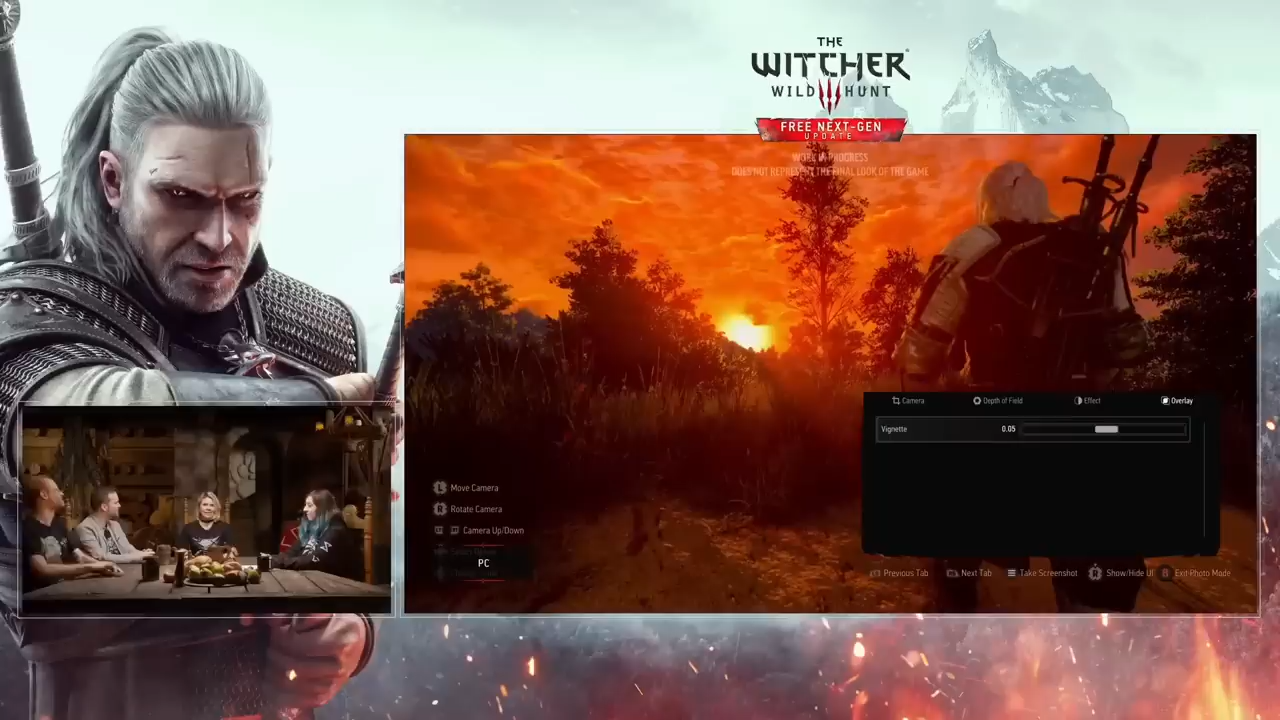 THE
WITCHER
WILD HUNT
FREE NEXT-GEN
UPDATE
WORK IN PROGRESS
DOES NOT REPRESENT THE FINAL LOOK OF THE GAME
Camera
Depth of Field
Effect
Overlay
Vignette 0.05
L Move Camera
R Rotate Camera
Camera Up/Down
PC
Previous Tab
Next Tab
Take Screenshot
R Show/Hide UI
B Exit Photo Mode